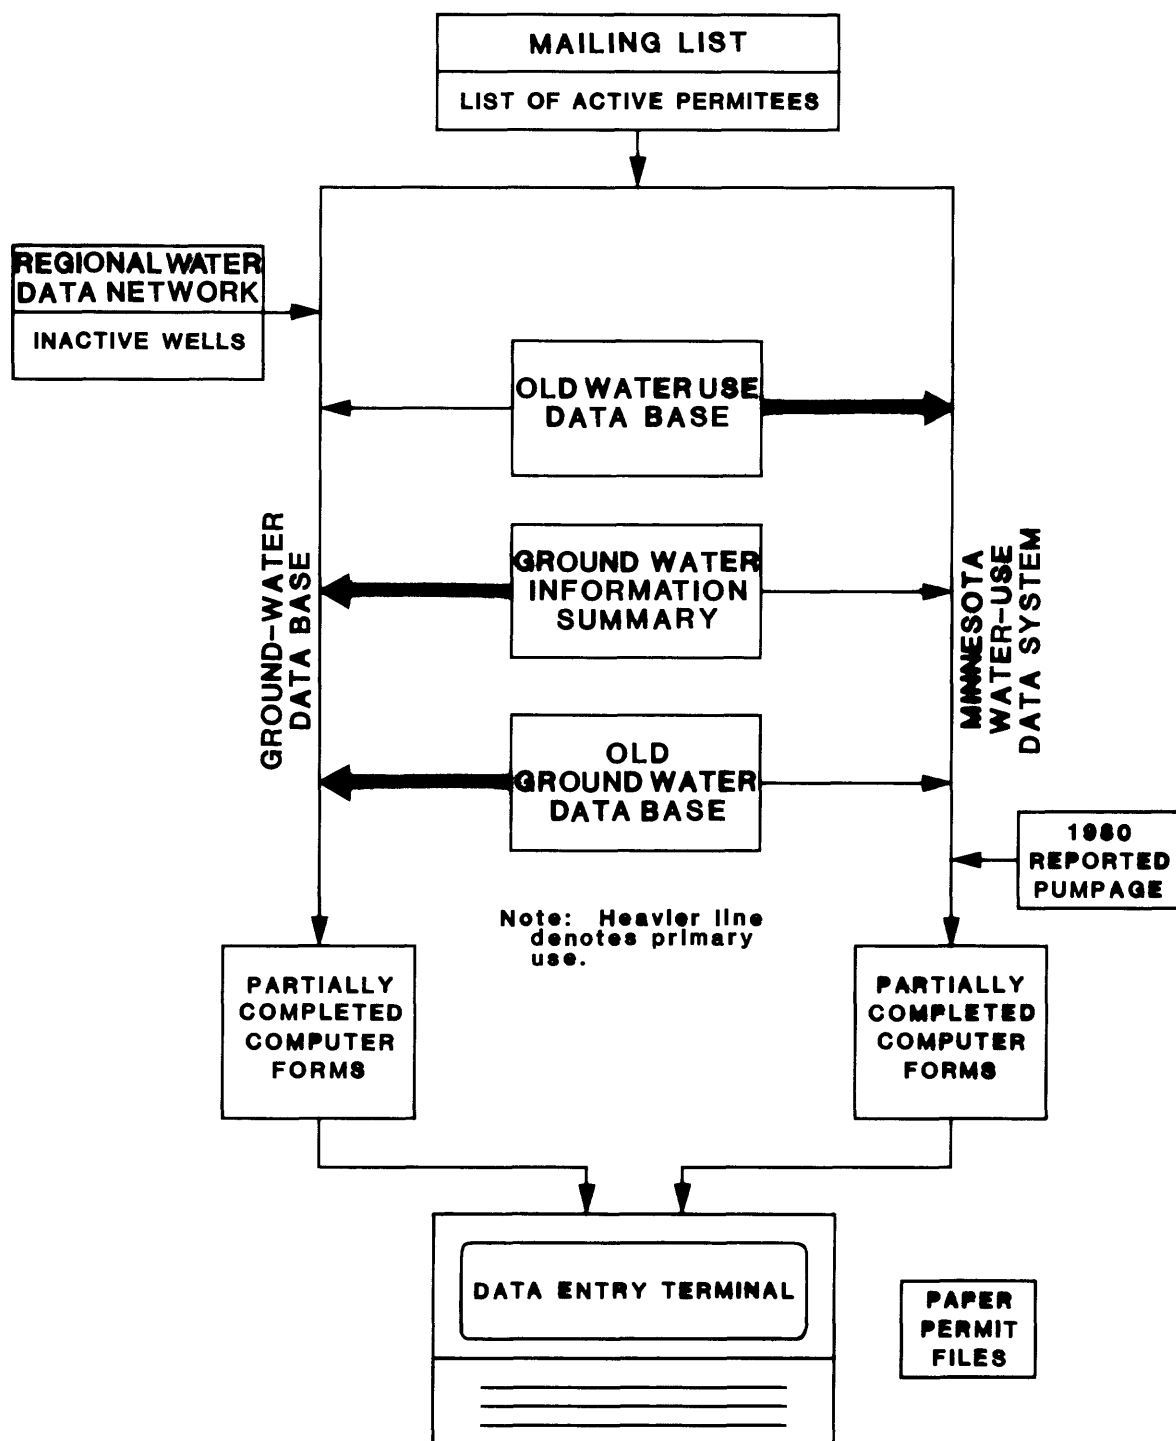 MAILING LIST
LIST OF ACTIVE PERMITEES
REGIONAL WATER
DATA NETWORK
INACTIVE WELLS
OLD WATER USE
DATA BASE
GROUND-WATER
DATA BASE
GROUND WATER
INFORMATION
SUMMARY
MINNESOTA
WATER-USE
DATA SYSTEM
OLD
GROUND WATER
DATA BASE
1980
REPORTED
PUMPAGE
Note: Heavier line
denotes primary
use.
PARTIALLY
COMPLETED
COMPUTER
FORMS
PARTIALLY
COMPLETED
COMPUTER
FORMS
DATA ENTRY TERMINAL
PAPER
PERMIT
FILES